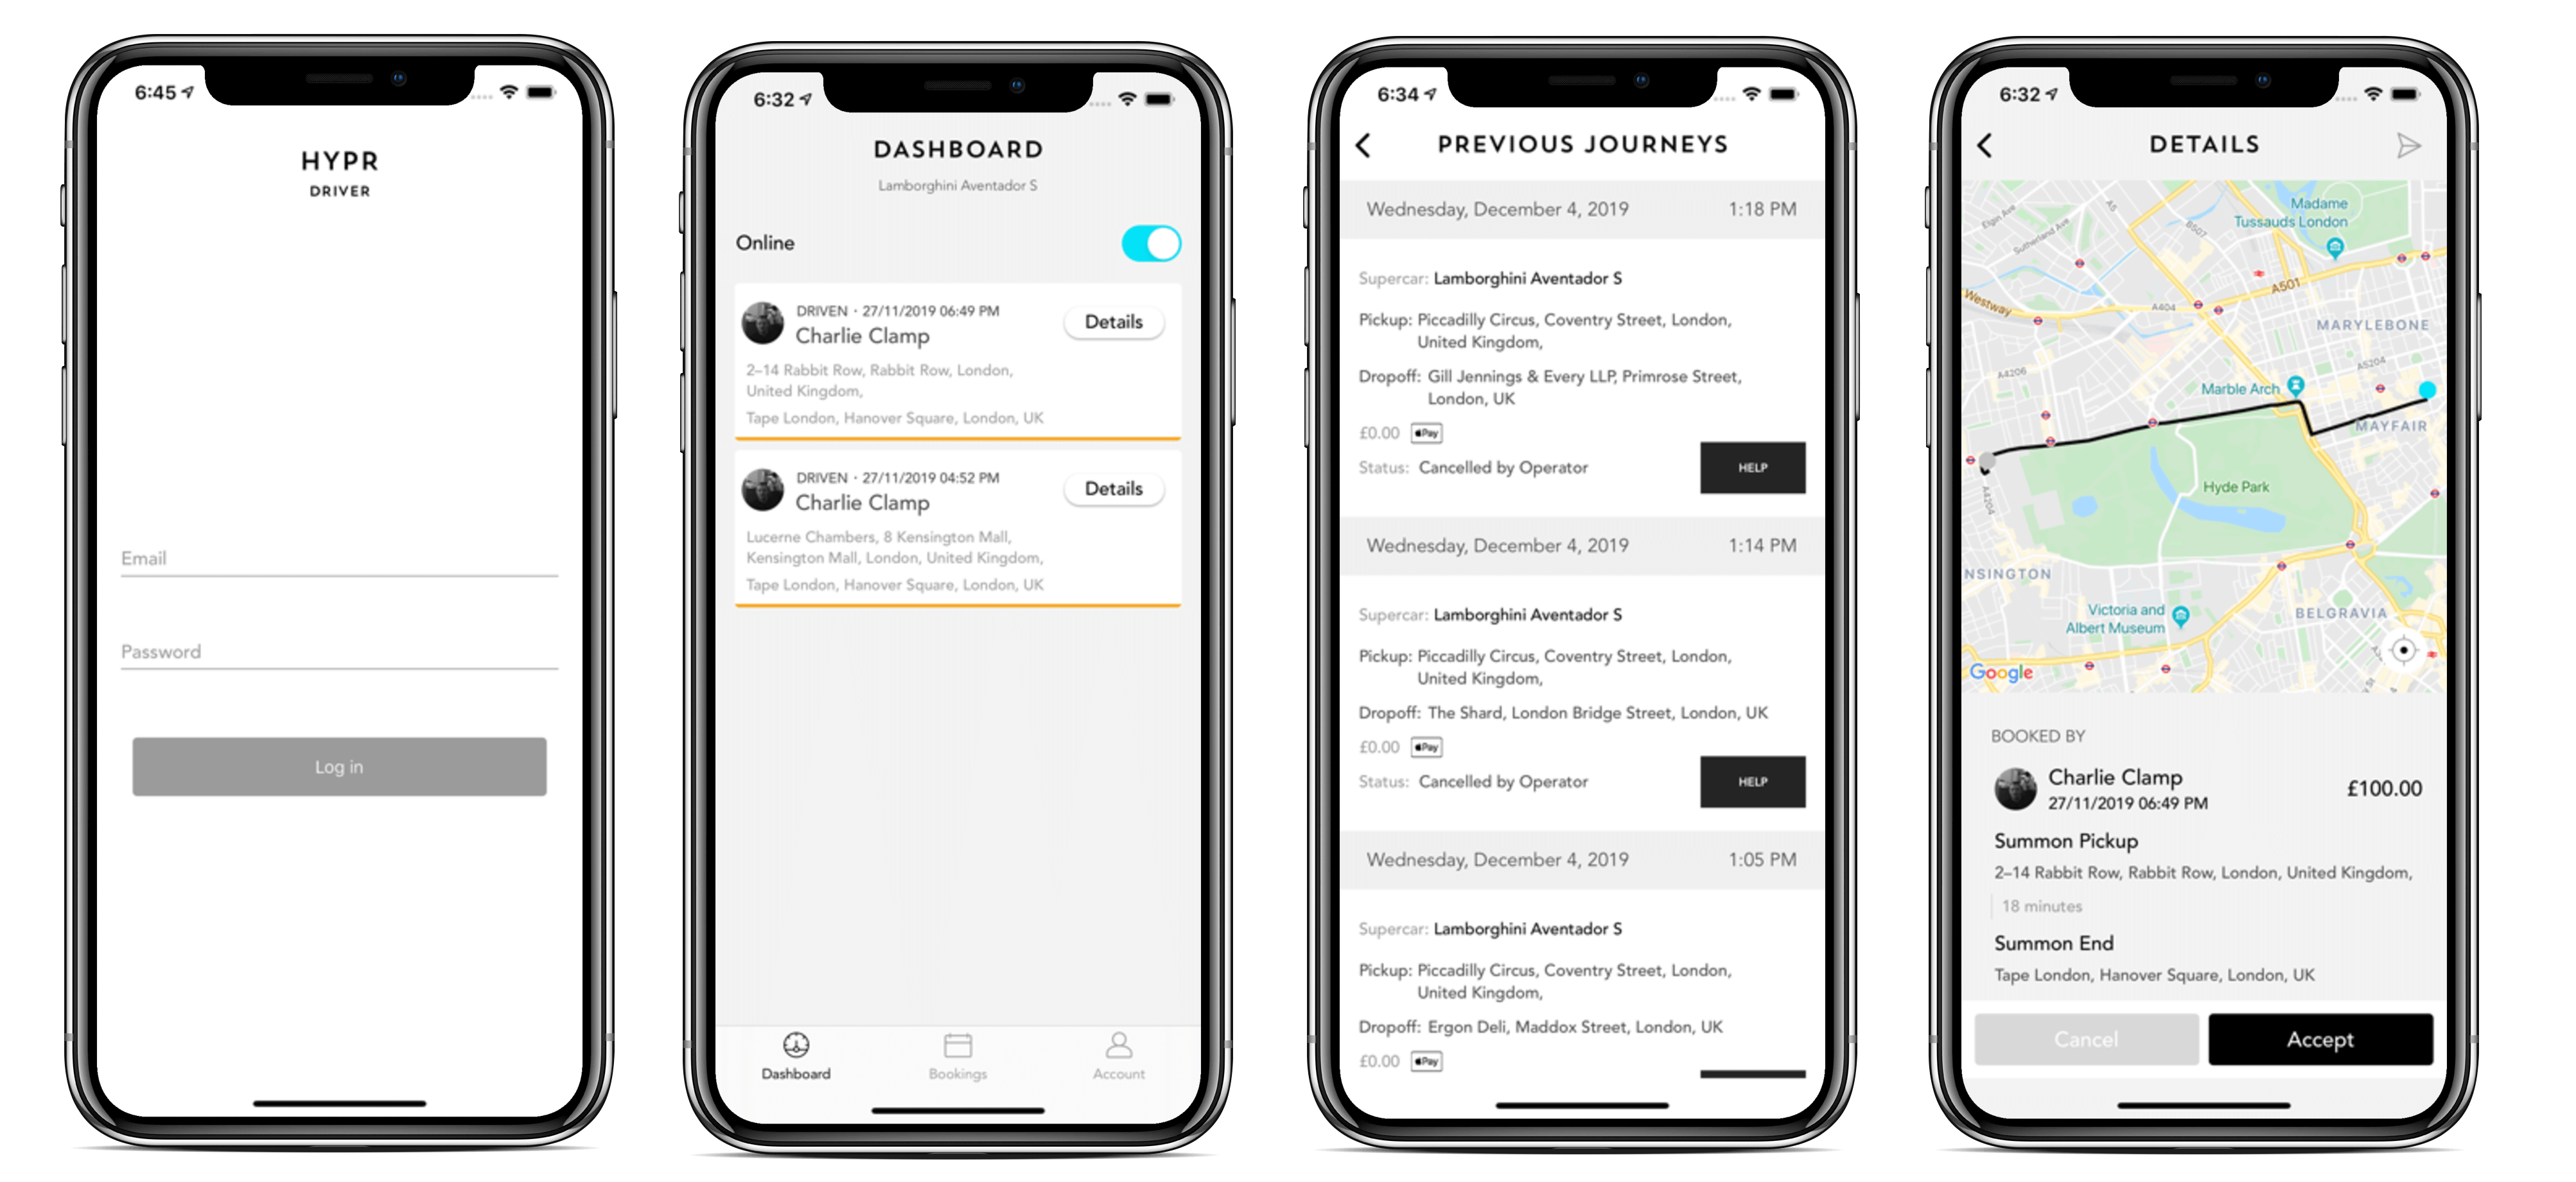 6:45
HYPR
DRIVER
Email
Password
Log in
6:32
DASHBOARD
Lamborghini Aventador S
Online
DRIVEN · 27/11/2019 06:49 PM
Charlie Clamp
Details
2–14 Rabbit Row, Rabbit Row, London,
United Kingdom,
Tape London, Hanover Square, London, UK
DRIVEN · 27/11/2019 04:52 PM
Charlie Clamp
Details
Lucerne Chambers, 8 Kensington Mall,
Kensington Mall, London, United Kingdom,
Tape London, Hanover Square, London, UK
Dashboard
Bookings
Account
6:34
PREVIOUS JOURNEYS
Wednesday, December 4, 2019 1:18 PM
Supercar: Lamborghini Aventador S
Pickup: Piccadilly Circus, Coventry Street, London,
United Kingdom,
Dropoff: Gill Jennings & Every LLP, Primrose Street,
London, UK
£0.00 Pay
Status: Cancelled by Operator
HELP
Wednesday, December 4, 2019 1:14 PM
Supercar: Lamborghini Aventador S
Pickup: Piccadilly Circus, Coventry Street, London,
United Kingdom,
Dropoff: The Shard, London Bridge Street, London, UK
£0.00 Pay
Status: Cancelled by Operator
HELP
Wednesday, December 4, 2019 1:05 PM
Supercar: Lamborghini Aventador S
Pickup: Piccadilly Circus, Coventry Street, London,
United Kingdom,
Dropoff: Ergon Deli, Maddox Street, London, UK
£0.00 Pay
6:32
DETAILS
Madame
Tussauds London
Elgin Ave
Sutherland Ave
A5
B507
A501
Westway
A404
MARYLEBONE
A5204
A4206
Marble Arch
MAYFAIR
A4204
Hyde Park
NSINGTON
Victoria and
Albert Museum
BELGRAVIA
Google
BOOKED BY
Charlie Clamp
27/11/2019 06:49 PM
£100.00
Summon Pickup
2–14 Rabbit Row, Rabbit Row, London, United Kingdom,
18 minutes
Summon End
Tape London, Hanover Square, London, UK
Cancel
Accept